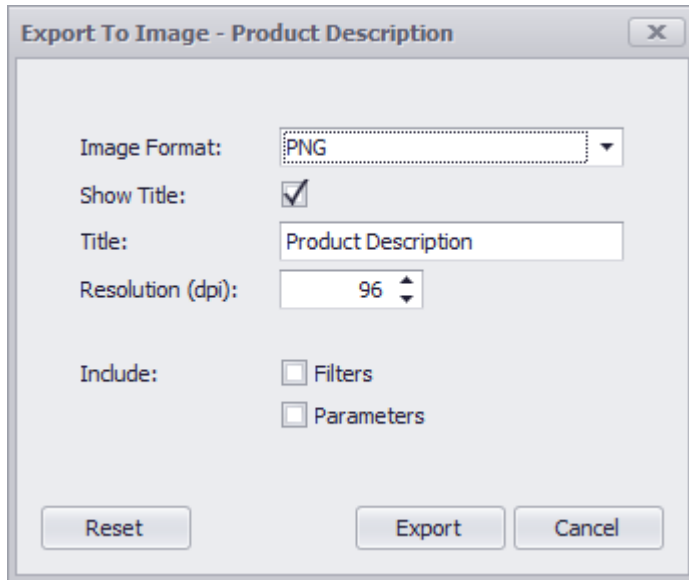 Export To Image - Product Description
Image Format: PNG
Show Title:
Title: Product Description
Resolution (dpi): 96
Include: Filters
Parameters
Reset Export Cancel